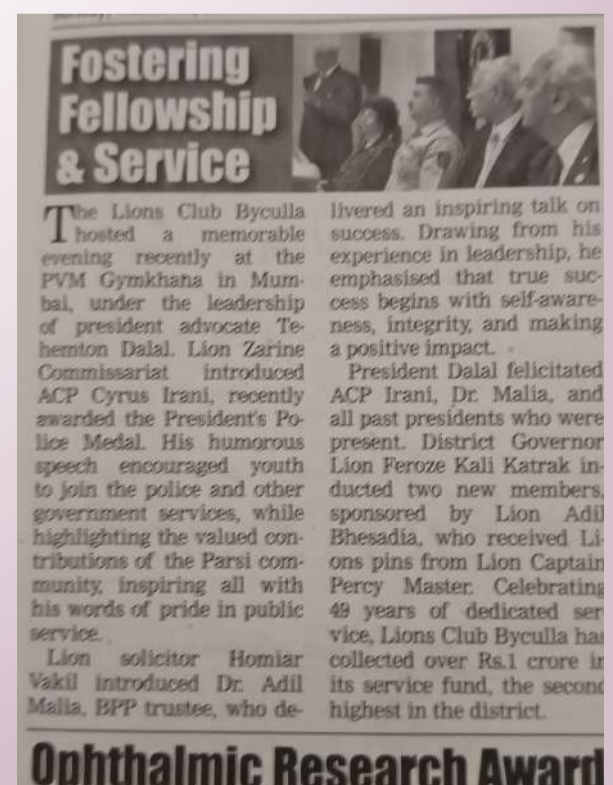 Fostering
Fellowship
& Service
The Lions Club Byculla
hosted a memorable
evening recently at the
PVM Gymkhana in Mum-
bai, under the leadership
of president advocate Te-
hemton Dalal. Lion Zarine
Commissariat introduced
ACP Cyrus Irani, recently
awarded the President's Po-
lice Medal. His humorous
speech encouraged youth
to join the police and other
government services, while
highlighting the valued con-
tributions of the Parsi com-
munity, inspiring all with
his words of pride in public
service.
Lion solicitor Homiar
Vakil introduced Dr. Adil
Malia, BPP trustee, who de-
livered an inspiring talk on
success. Drawing from his
experience in leadership, he
emphasised that true suc-
cess begins with self-aware-
ness, integrity, and making
a positive impact.
President Dalal felicitated
ACP Irani, Dr. Malia, and
all past presidents who were
present. District Governor
Lion Feroze Kali Katrak in-
ducted two new members,
sponsored by Lion Adil
Bhesadia, who received Li-
ons pins from Lion Captain
Percy Master. Celebrating
49 years of dedicated ser
vice, Lions Club Byculla has
collected over Rs.1 crore in
its service fund, the second
highest in the district.
Ophthalmic Research Award